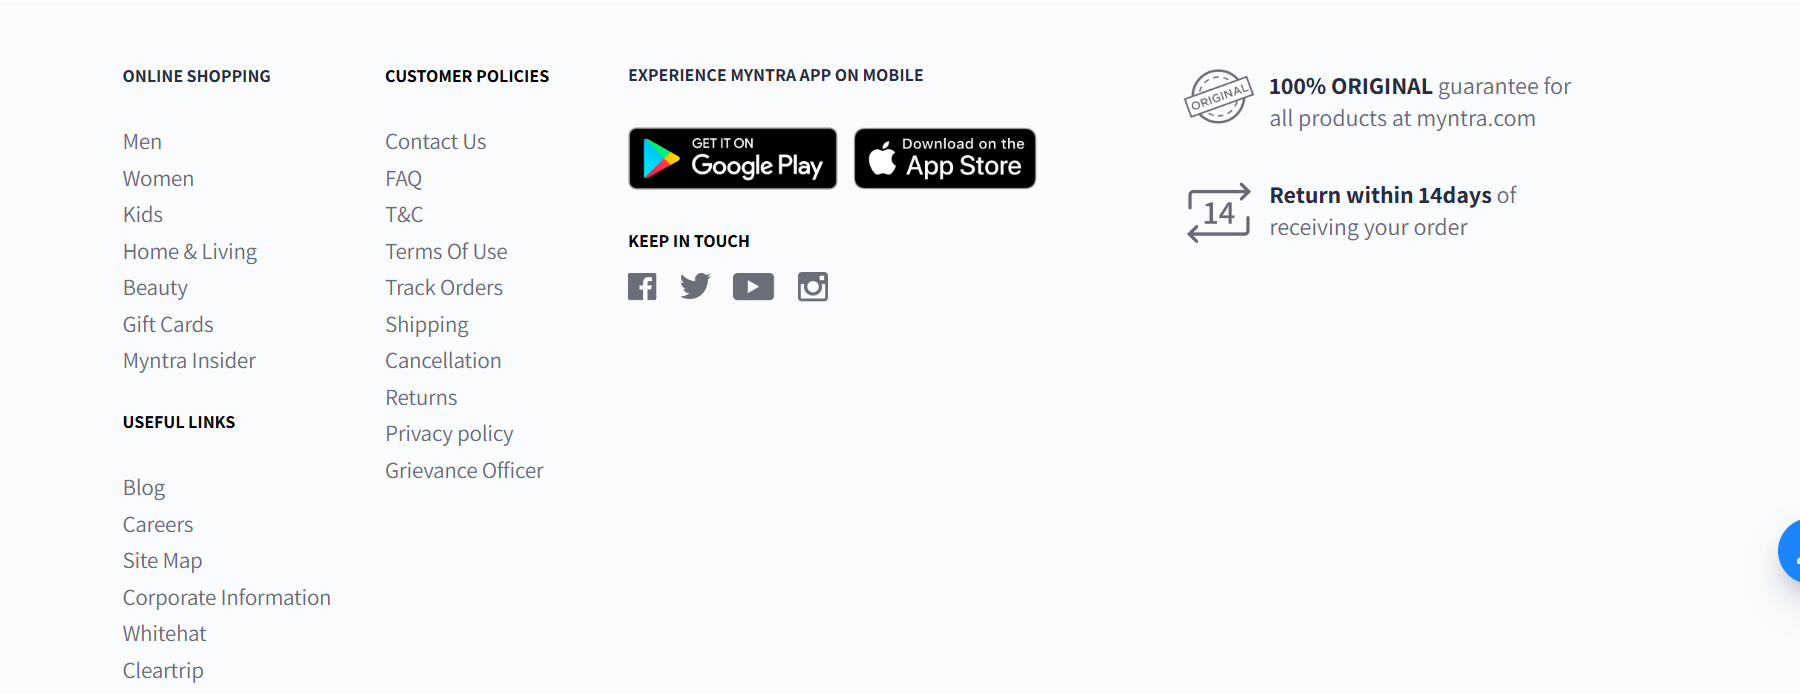 ONLINE SHOPPING
Men
Women
Kids
Home & Living
Beauty
Gift Cards
Myntra Insider
USEFUL LINKS
Blog
Careers
Site Map
Corporate Information
Whitehat
Cleartrip
CUSTOMER POLICIES
Contact Us
FAQ
T&C
Terms Of Use
Track Orders
Shipping
Cancellation
Returns
Privacy policy
Grievance Officer
EXPERIENCE MYNTRA APP ON MOBILE
GET IT ON
Google Play
Download on the
App Store
KEEP IN TOUCH
ORIGINAL
100% ORIGINAL guarantee for
all products at myntra.com
14
Return within 14days of
receiving your order